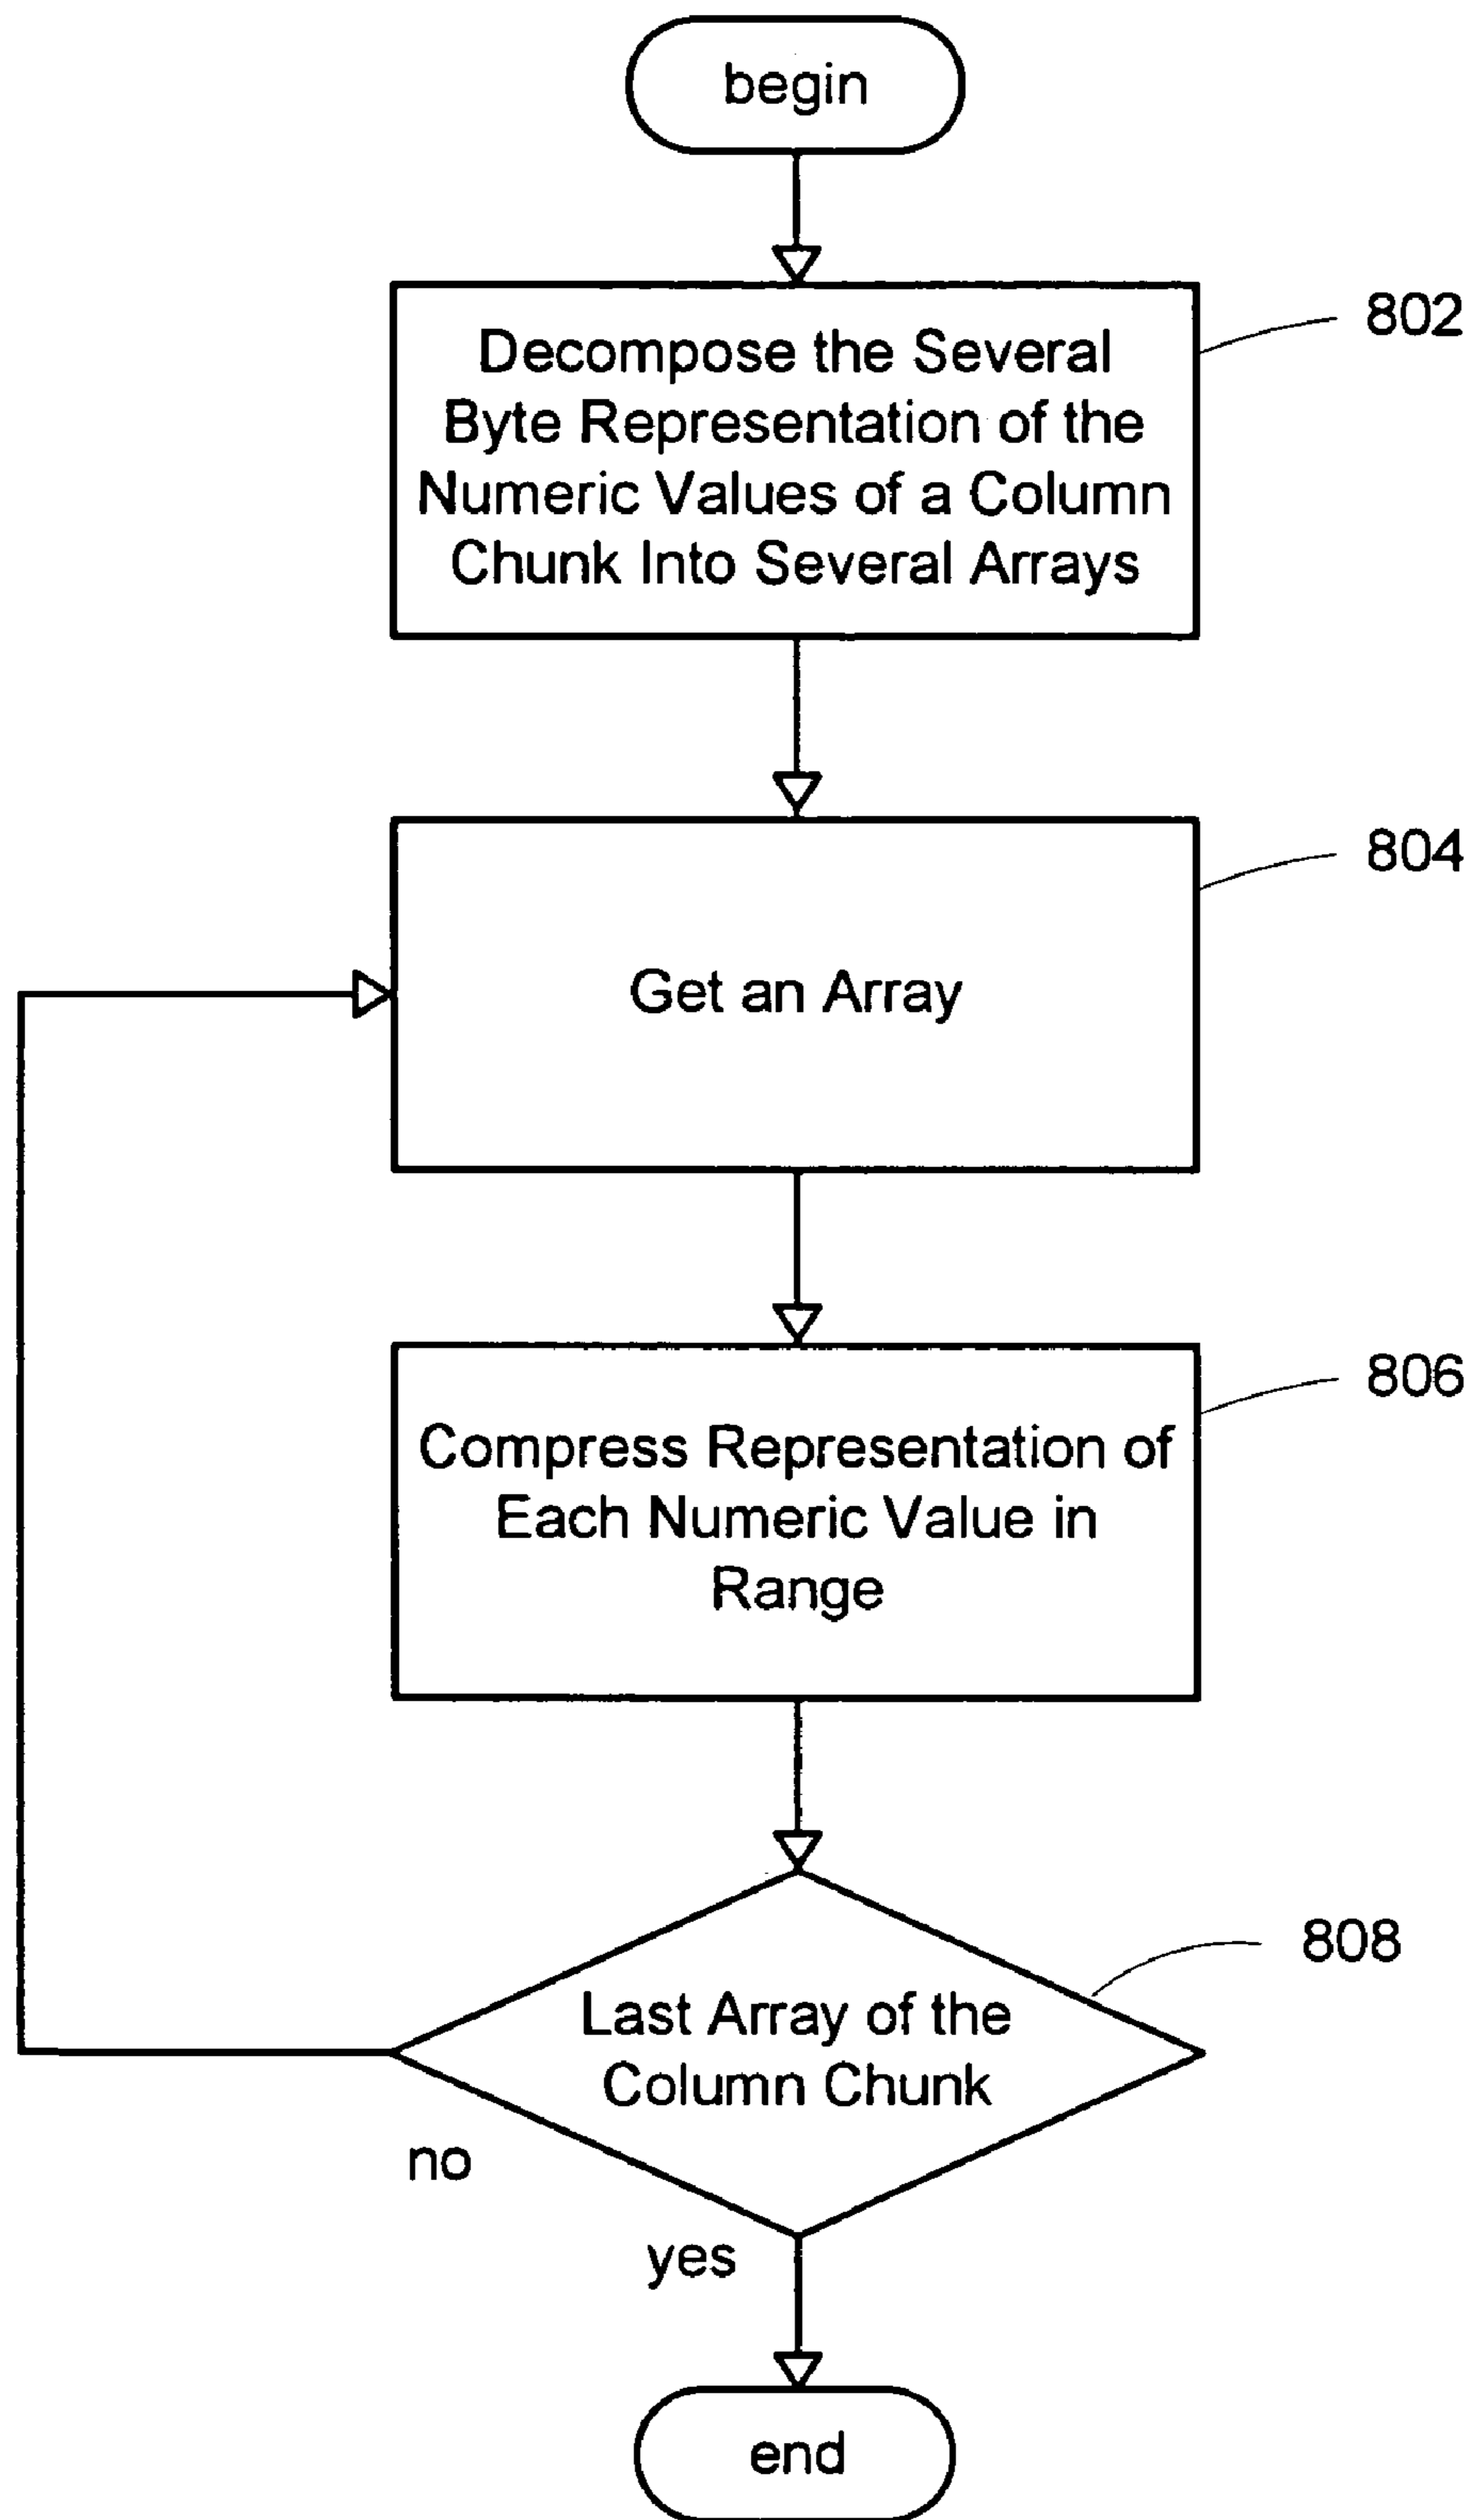 begin
Decompose the Several
Byte Representation of the
Numeric Values of a Column
Chunk Into Several Arrays
802
Get an Array
804
Compress Representation of
Each Numeric Value in
Range
806
Last Array of the
Column Chunk
808
no
yes
end